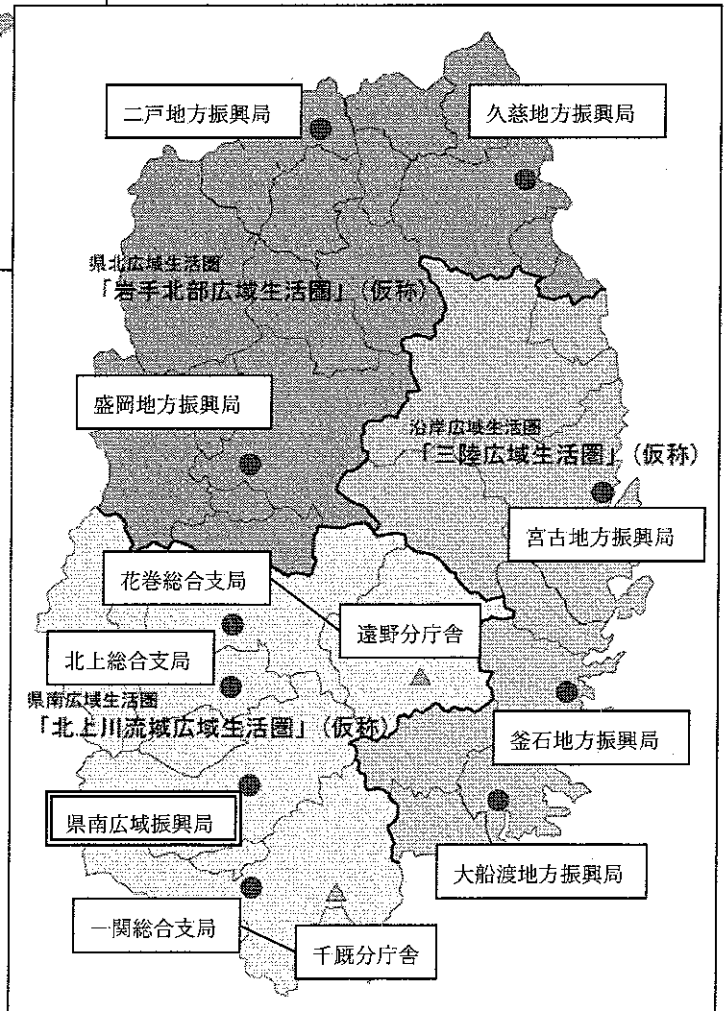 二戸地方振興局
久慈地方振興局
県北広域生活圏
「岩手北部広域生活圏」(仮称)
盛岡地方振興局
沿岸広域生活圏
「三陸広域生活圏」(仮称)
宮古地方振興局
花巻総合支局
遠野分庁舎
北上総合支局
県南広域生活圏
「北上川流域広域生活圏」(仮称)
釜石地方振興局
県南広域振興局
大船渡地方振興局
一関総合支局
千厩分庁舎